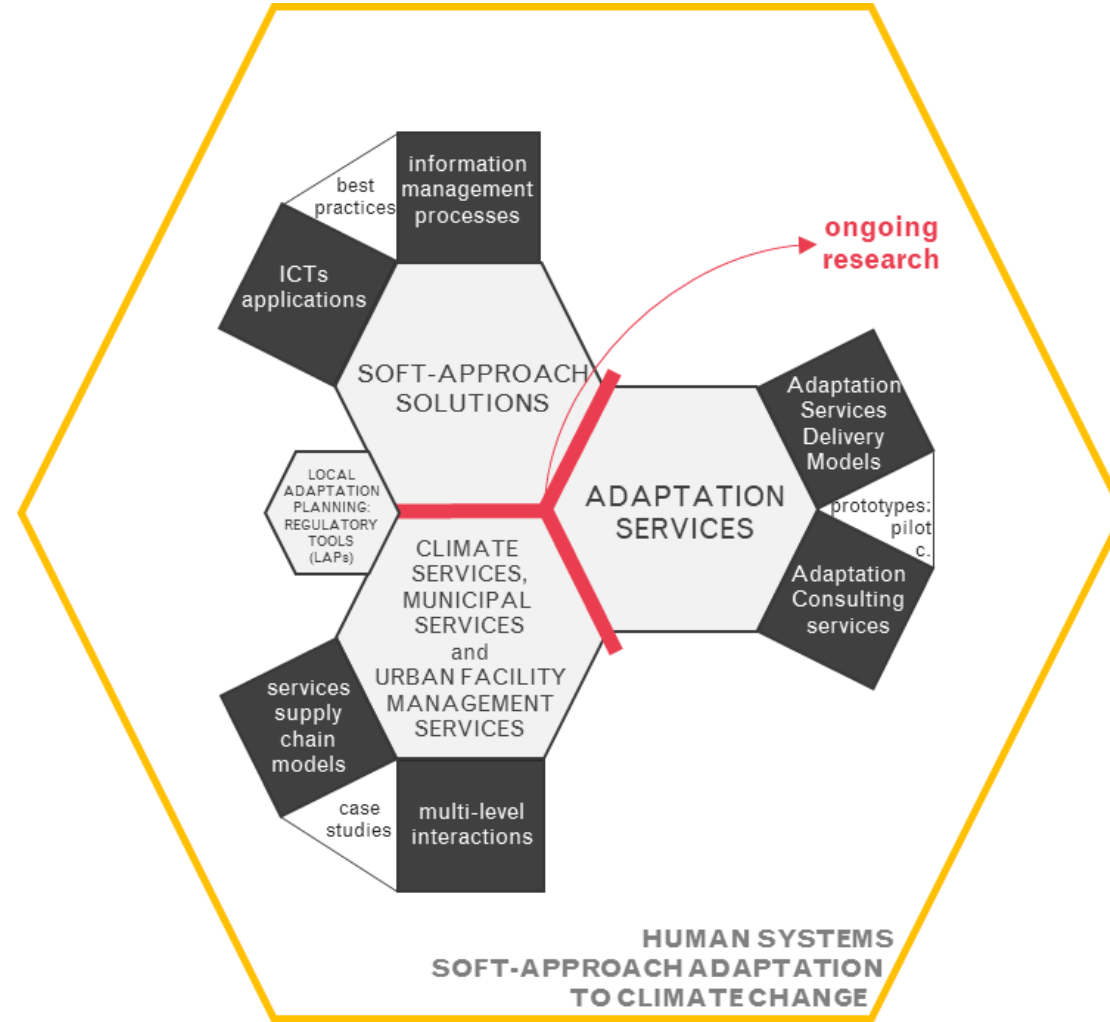 information
management
processes
best
practices
ICTs
applications
ongoing
research
SOFT-APPROACH
SOLUTIONS
Adaptation
Services
Delivery
Models
LOCAL
ADAPTATION
PLANNING:
REGULATORY
TOOLS
(LAPs)
ADAPTATION
SERVICES
prototypes:
pilot
c.
CLIMATE
SERVICES,
MUNICIPAL
SERVICES
and
URBAN FACILITY
MANAGEMENT
SERVICES
Adaptation
Consulting
services
services
supply
chain
models
case
studies
multi-level
interactions
HUMAN SYSTEMS
SOFT-APPROACH ADAPTATION
TO CLIMATE CHANGE